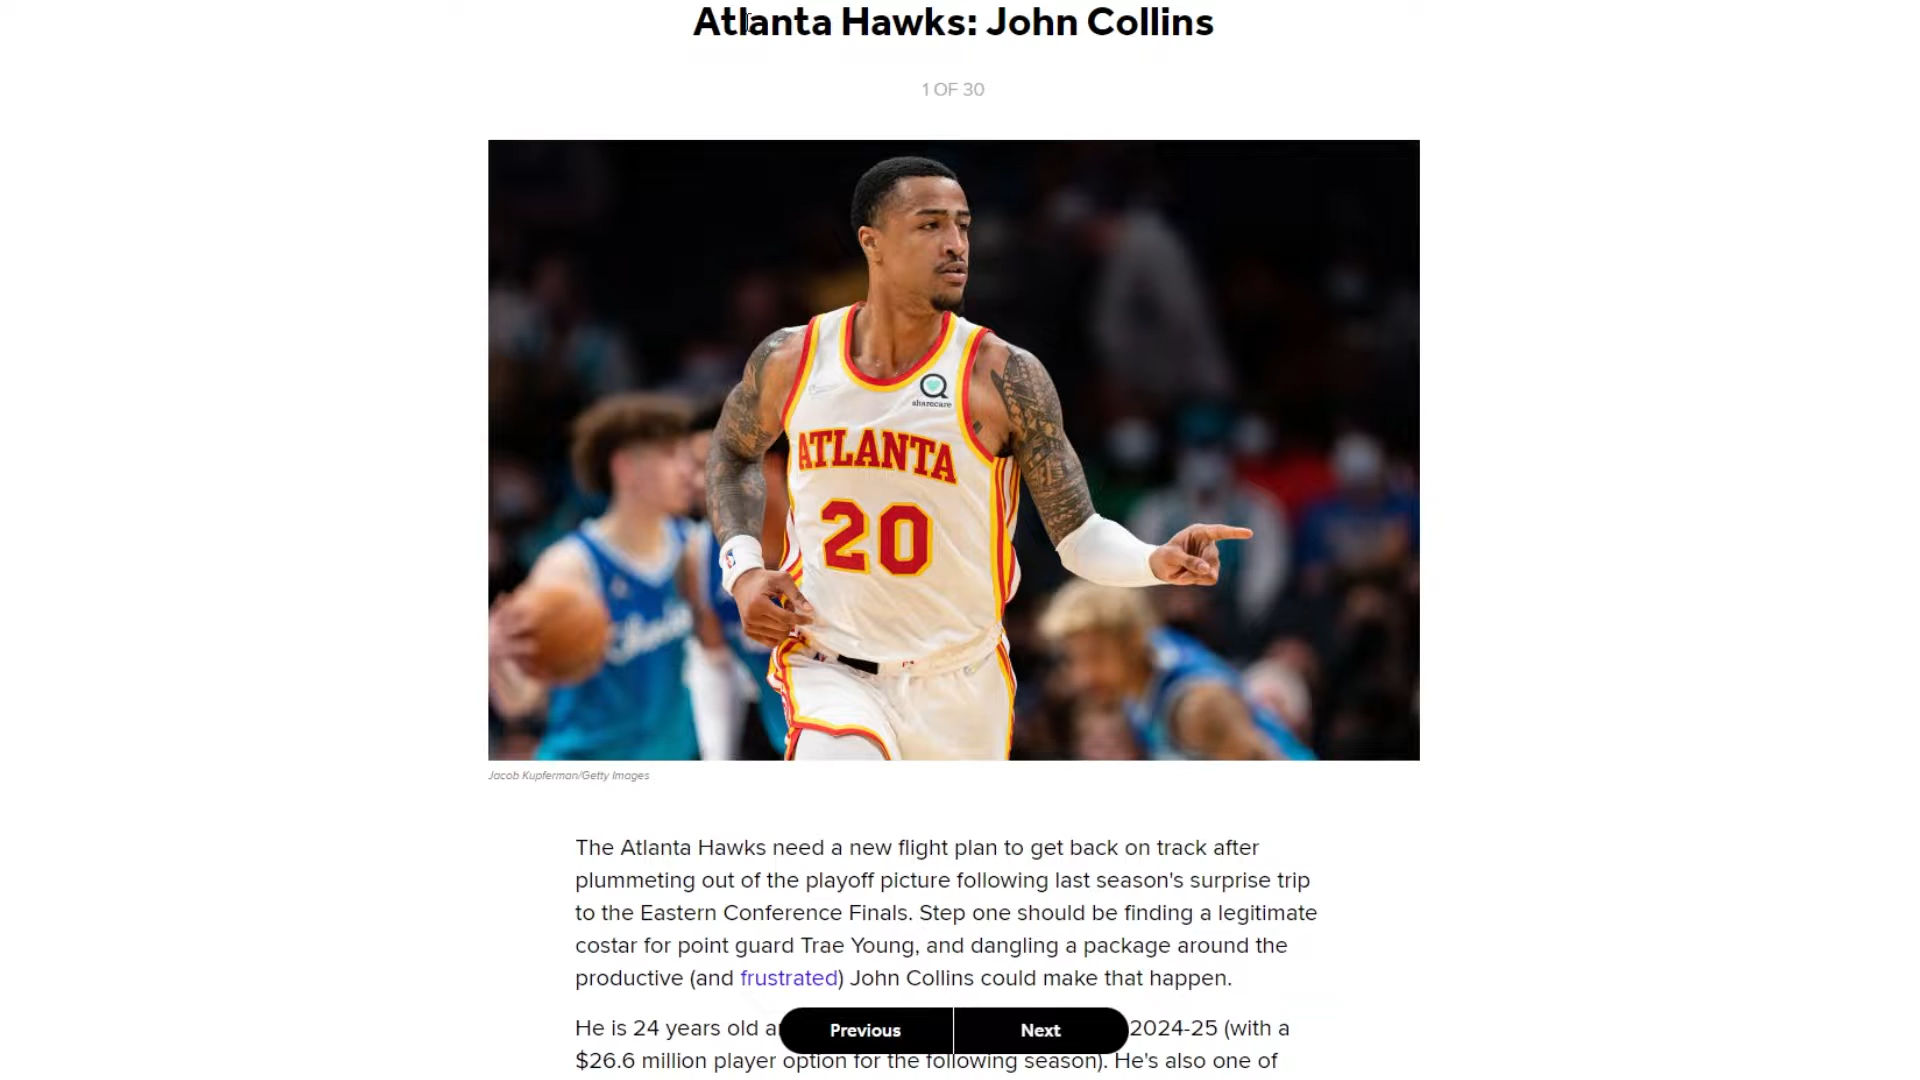 Atlanta Hawks: John Collins
1 OF 30
sharecare
ATLANTA
20
Jacob Kupferman/Getty Images
The Atlanta Hawks need a new flight plan to get back on track after
plummeting out of the playoff picture following last season's surprise trip
to the Eastern Conference Finals. Step one should be finding a legitimate
costar for point guard Trae Young, and dangling a package around the
productive (and frustrated) John Collins could make that happen.
He is 24 years old 2024-25 (with a
Previous Next
$26.6 million player option for the following season). He's also one of